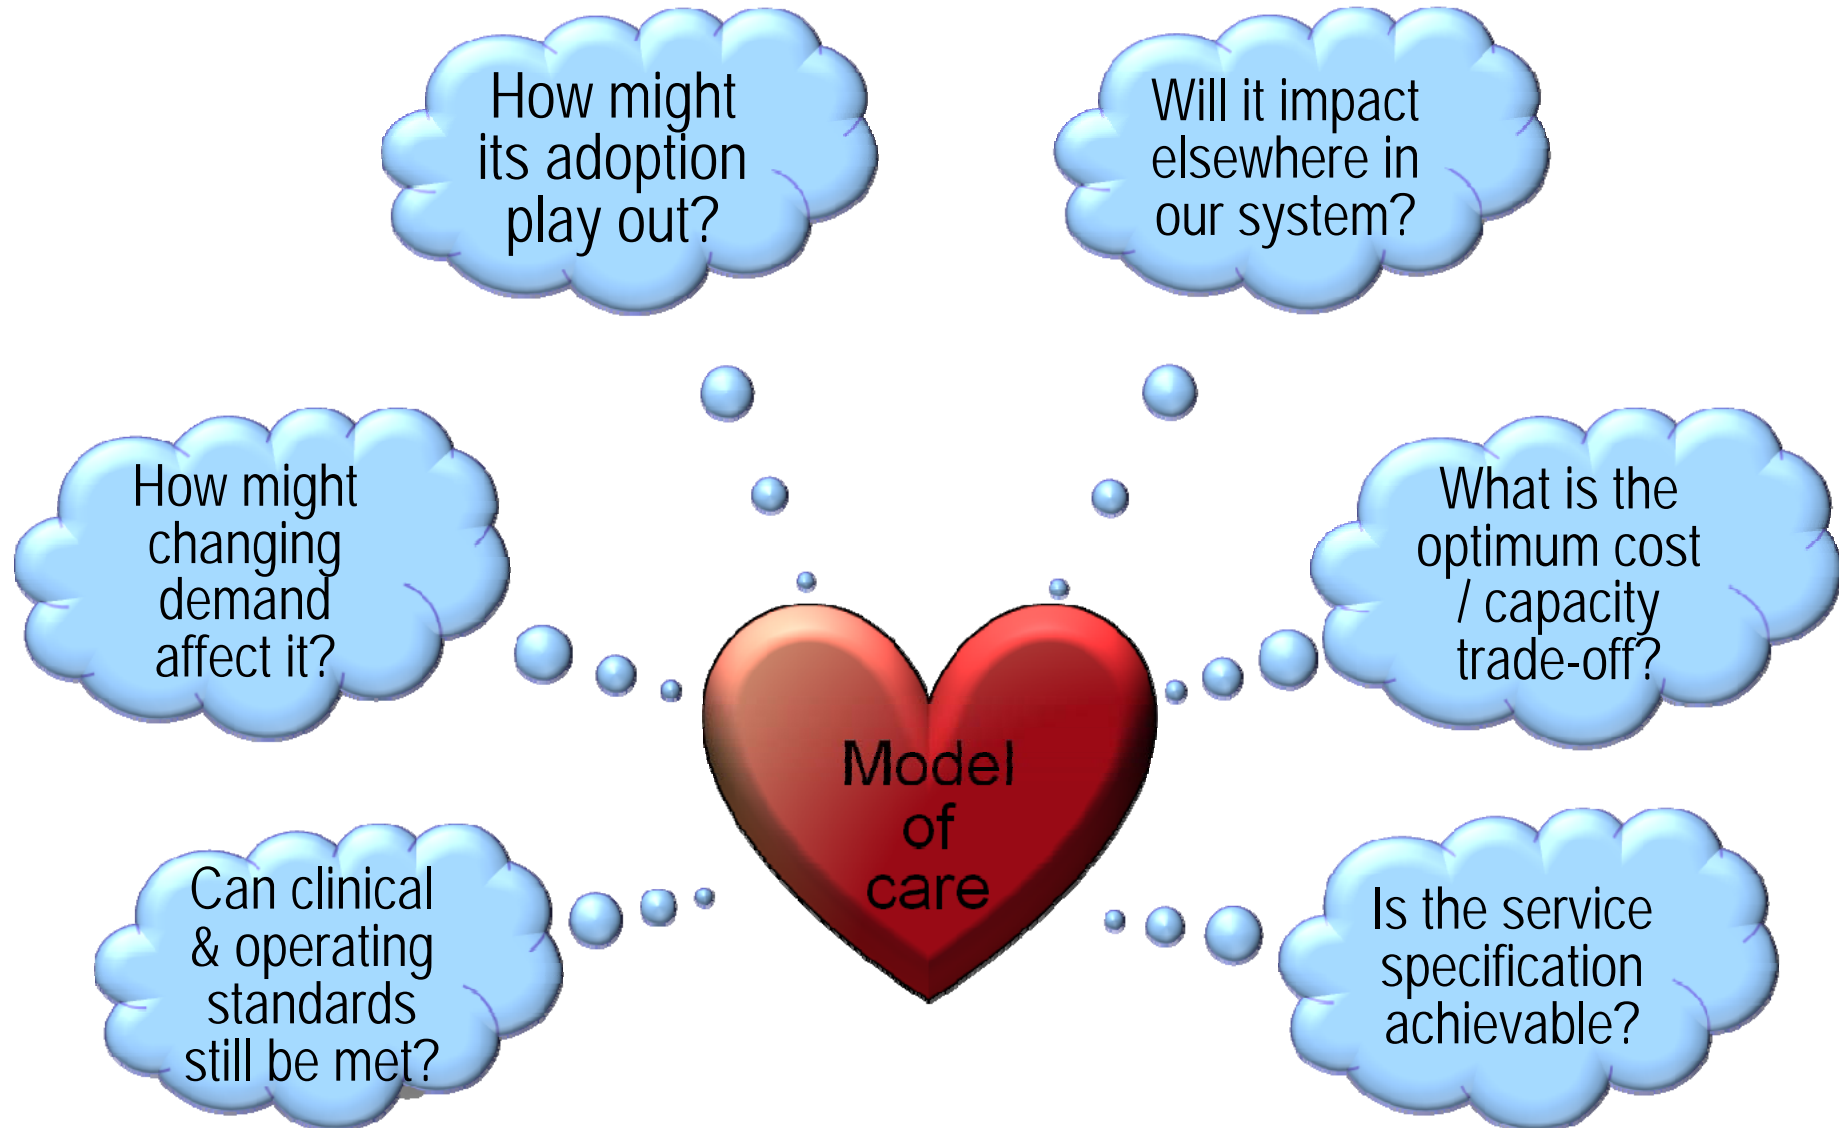 How might
its adoption
play out?
Will it impact
elsewhere in
our system?
How might
changing
demand
affect it?
What is the
optimum cost
/ capacity
trade-off?
Model
of
care
Can clinical
& operating
standards
still be met?
Is the service
specification
achievable?